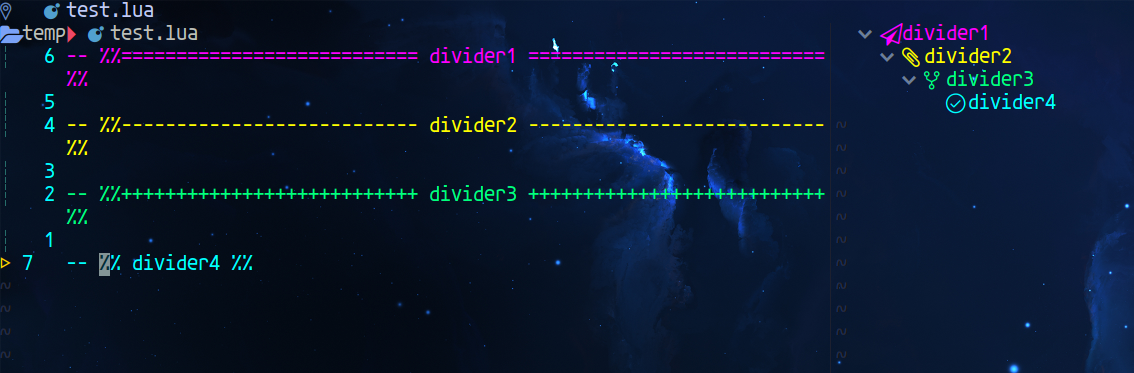 test.lua
temp test.lua
6 -- %%=========================== divider1 ===========================
%%
5
4 -- %%--------------------------- divider2 ---------------------------
%%
3
2 -- %%+++++++++++++++++++++++++++ divider3 +++++++++++++++++++++++++++
%%
1
7 -- %% divider4 %%
~
~
~
~
divider1
divider2
divider3
divider4
~
~
~
~
~
~
~
~
~
~
~